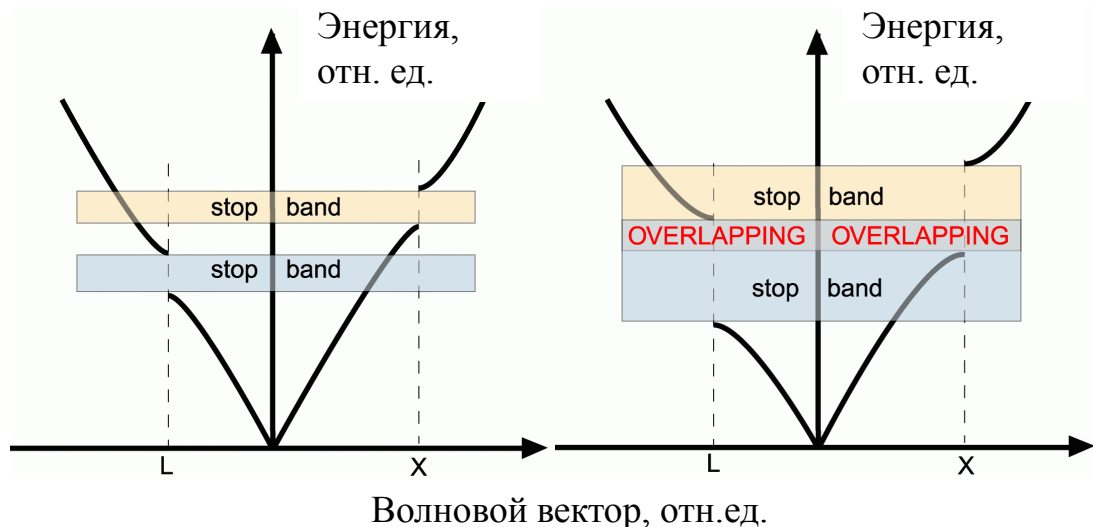 Энергия,
отн. ед.
stop band
stop band
L
X
Энергия,
отн. ед.
stop band
OVERLAPPING OVERLAPPING
stop band
L
X
Волновой вектор, отн.ед.